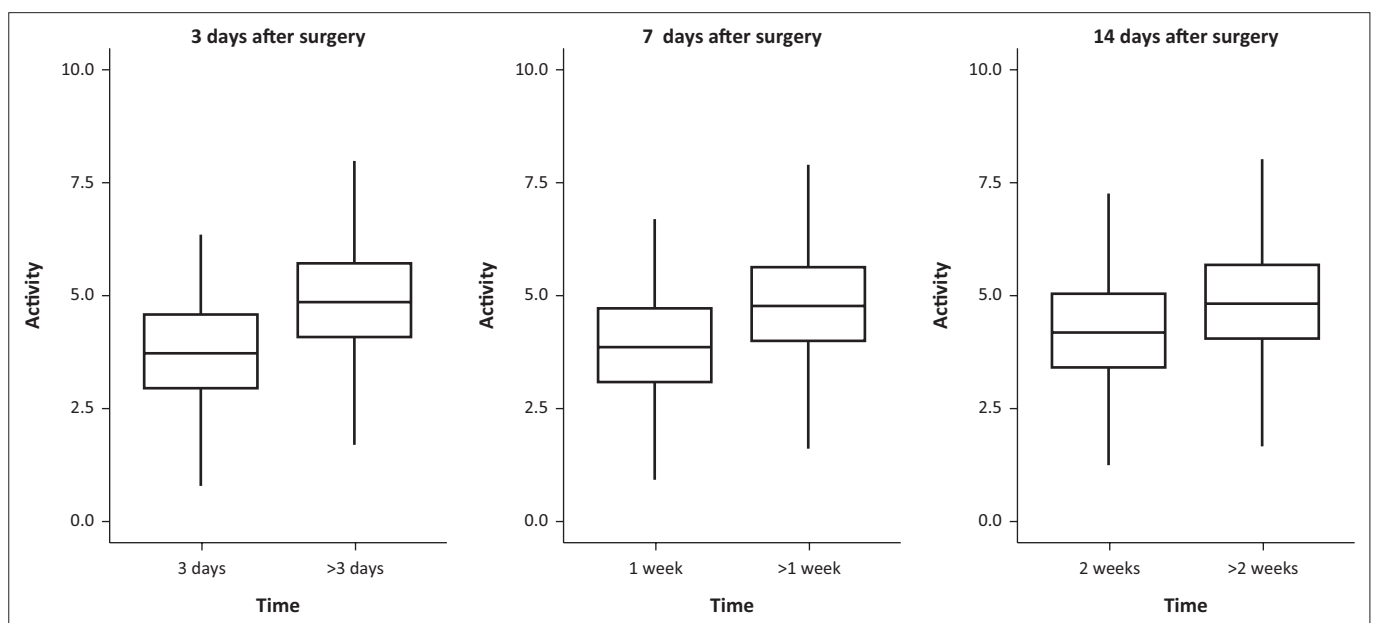 3 days after surgery
10.0
7.5
5.0
2.5
0.0
Activity
3 days
>3 days
Time
7 days after surgery
10.0
7.5
5.0
2.5
0.0
Activity
1 week
>1 week
Time
14 days after surgery
10.0
7.5
5.0
2.5
0.0
Activity
2 weeks
>2 weeks
Time